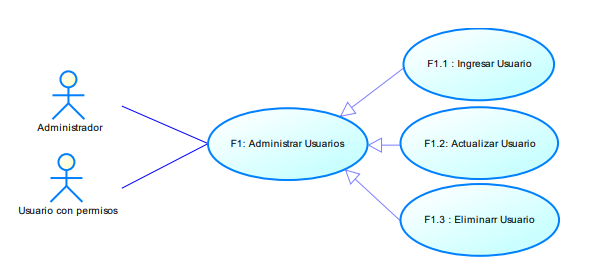 F1.1 : Ingresar Usuario
Administrador
F1: Administrar Usuarios
F1.2: Actualizar Usuario
Usuario con permisos
F1.3 : Eliminarr Usuario